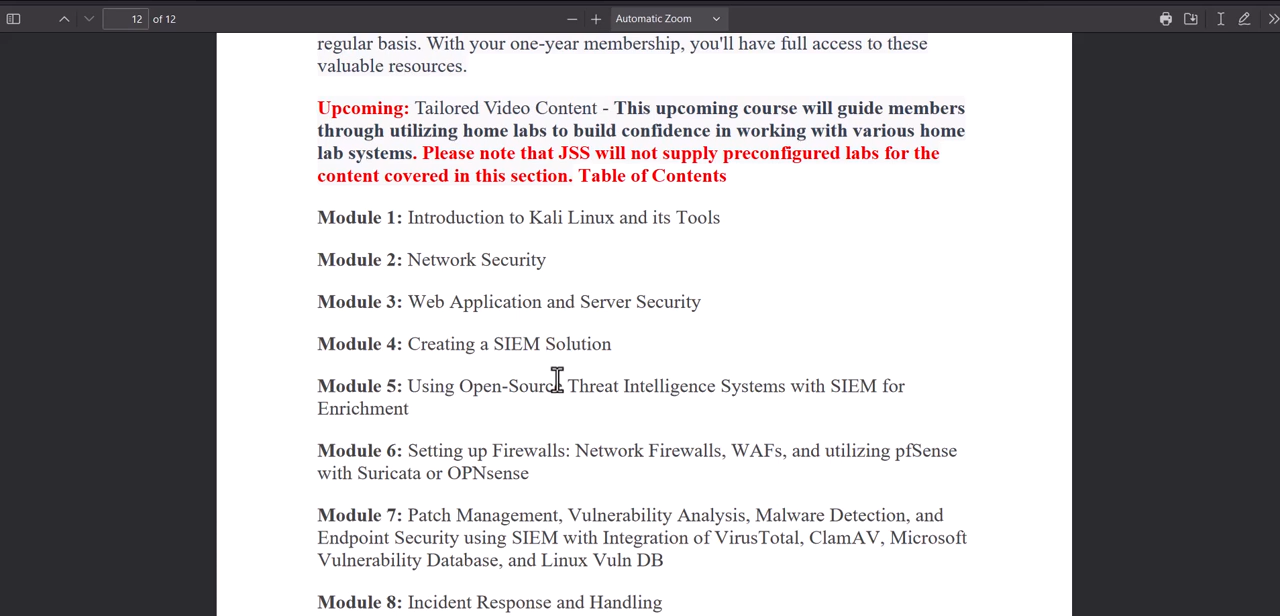 12 of 12
Automatic Zoom
regular basis. With your one-year membership, you'll have full access to these
valuable resources.
Upcoming: Tailored Video Content - This upcoming course will guide members
through utilizing home labs to build confidence in working with various home
lab systems. Please note that JSS will not supply preconfigured labs for the
content covered in this section. Table of Contents
Module 1: Introduction to Kali Linux and its Tools
Module 2: Network Security
Module 3: Web Application and Server Security
Module 4: Creating a SIEM Solution
Module 5: Using Open-Source Threat Intelligence Systems with SIEM for
Enrichment
Module 6: Setting up Firewalls: Network Firewalls, WAFs, and utilizing pfSense
with Suricata or OPNsense
Module 7: Patch Management, Vulnerability Analysis, Malware Detection, and
Endpoint Security using SIEM with Integration of VirusTotal, ClamAV, Microsoft
Vulnerability Database, and Linux Vuln DB
Module 8: Incident Response and Handling